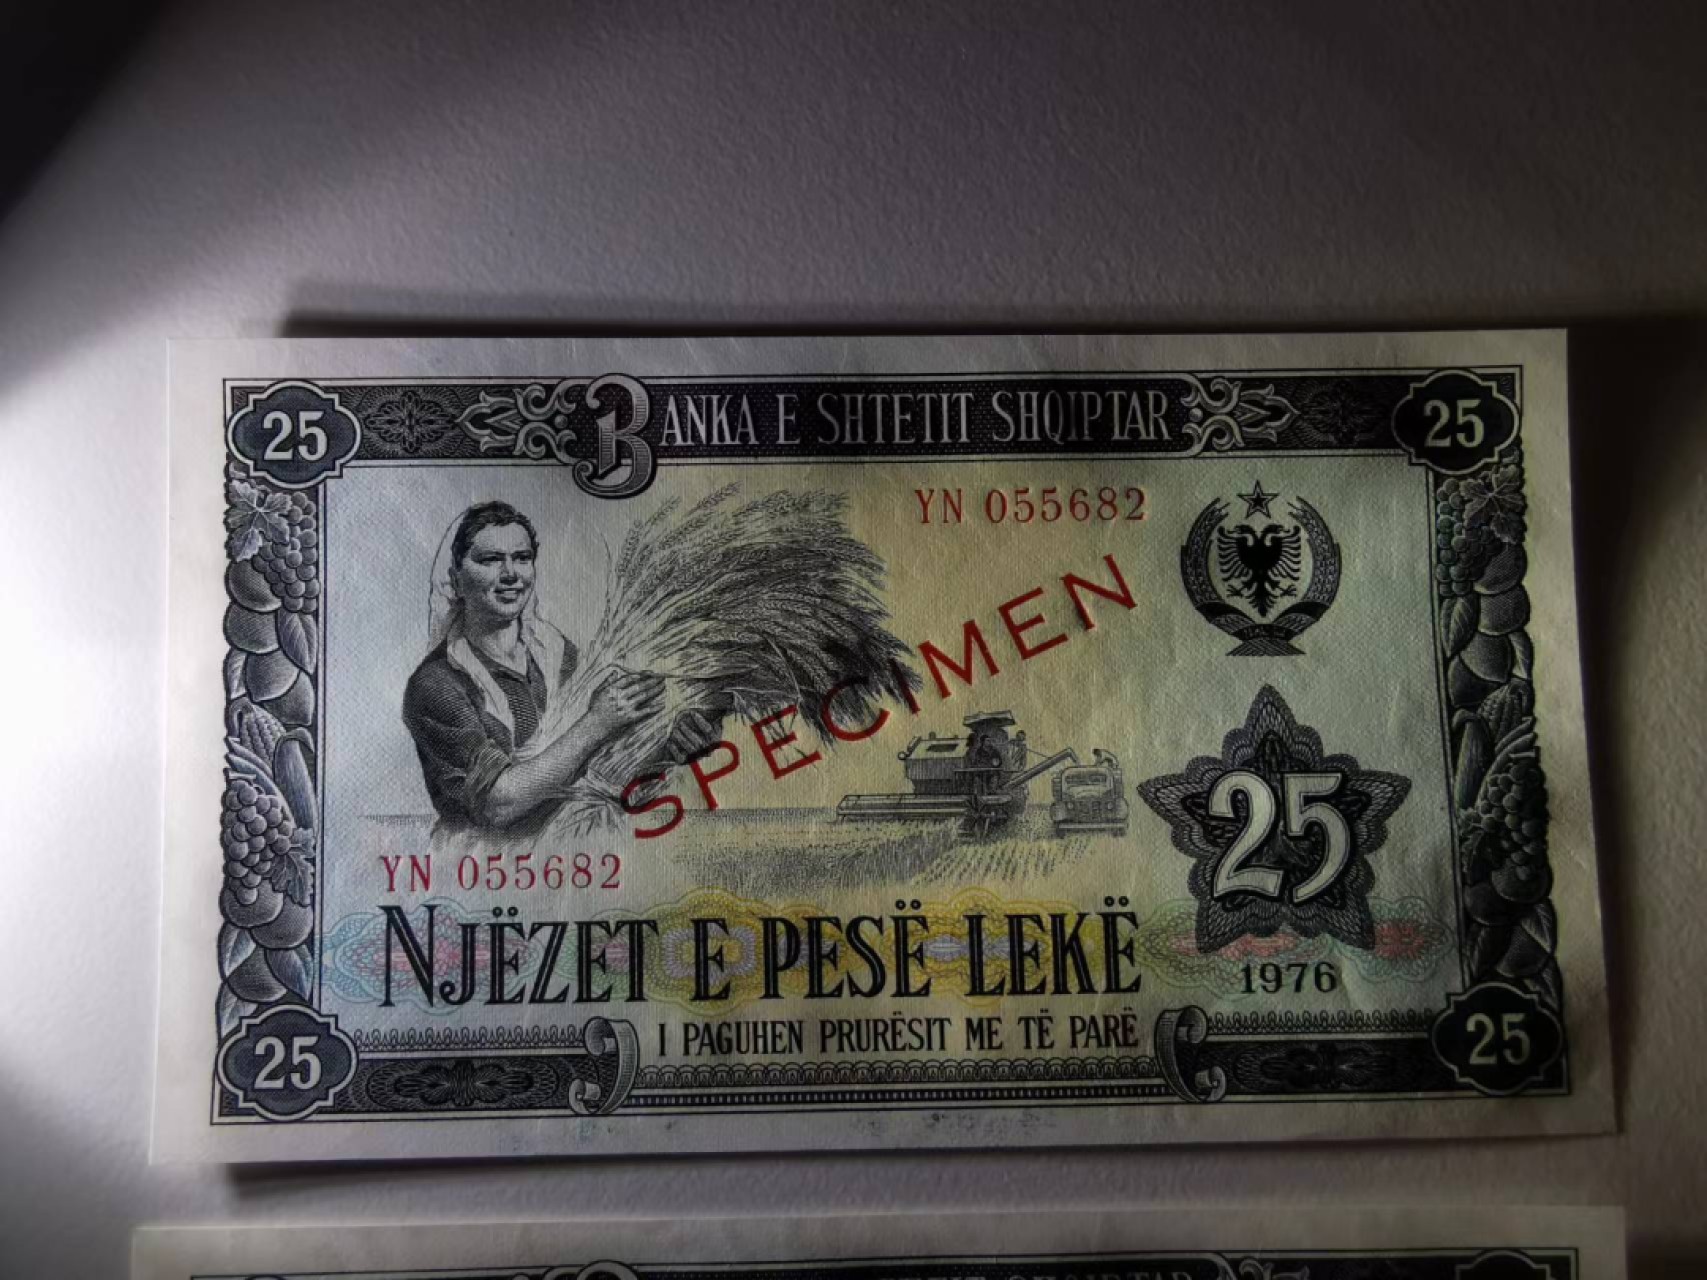 25 BANKA E SHTETIT SHQIPTAR 25
YN 055682
SPECIMEN
25
YN 055682
NJËZET E PESË LEKË
1976
25 I PAGUHEN PRURËSIT ME TË PARË 25
SHQIPTAR